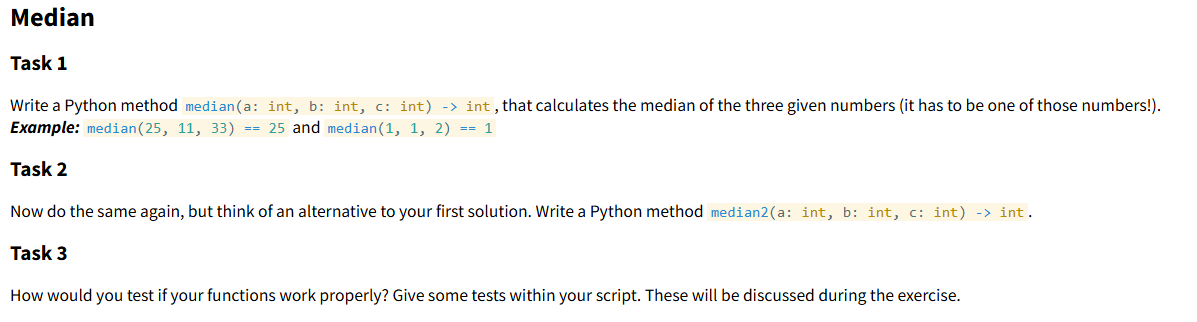 Median
Task 1
Write a Python method median(a: int, b: int, c: int) -> int, that calculates the median of the three given numbers (it has to be one of those numbers!).
Example: median(25, 11, 33) == 25 and median(1, 1, 2) == 1
Task 2
Now do the same again, but think of an alternative to your first solution. Write a Python method median2(a: int, b: int, c: int) -> int.
Task 3
How would you test if your functions work properly? Give some tests within your script. These will be discussed during the exercise.